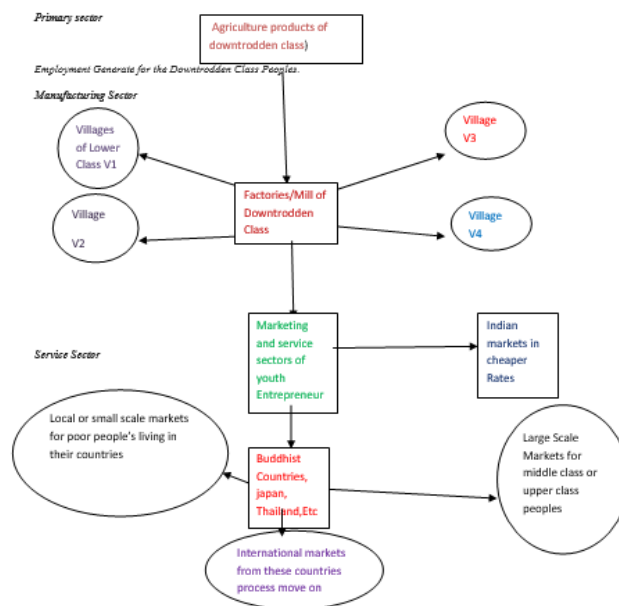 Primary sector
Agriculture products of
downtrodden class)
Employment Generate for the Downtrodden Class Peoples.
Manufacturing Sector
Villages
of Lower
Class V1
Village
V3
Factories/Mill of
Downtrodden
Class
Village
V2
Village
V4
Marketing
and service
sectors of
youth
Entrepreneur
Indian
markets in
cheaper
Rates
Service Sector
Local or small scale markets
for poor people's living in
their countries
Buddhist
Countries,
japan,
Thailand,Etc
Large Scale
Markets for
middle class or
upper class
peoples
International markets
from these countries
process move on